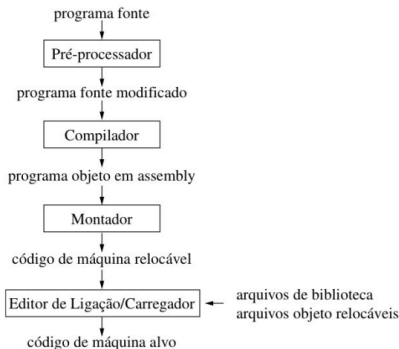 programa fonte
Pré-processador
programa fonte modificado
Compilador
programa objeto em assembly
Montador
código de máquina relocável
Editor de Ligação/Carregador
arquivos de biblioteca
arquivos objeto relocáveis
código de máquina alvo